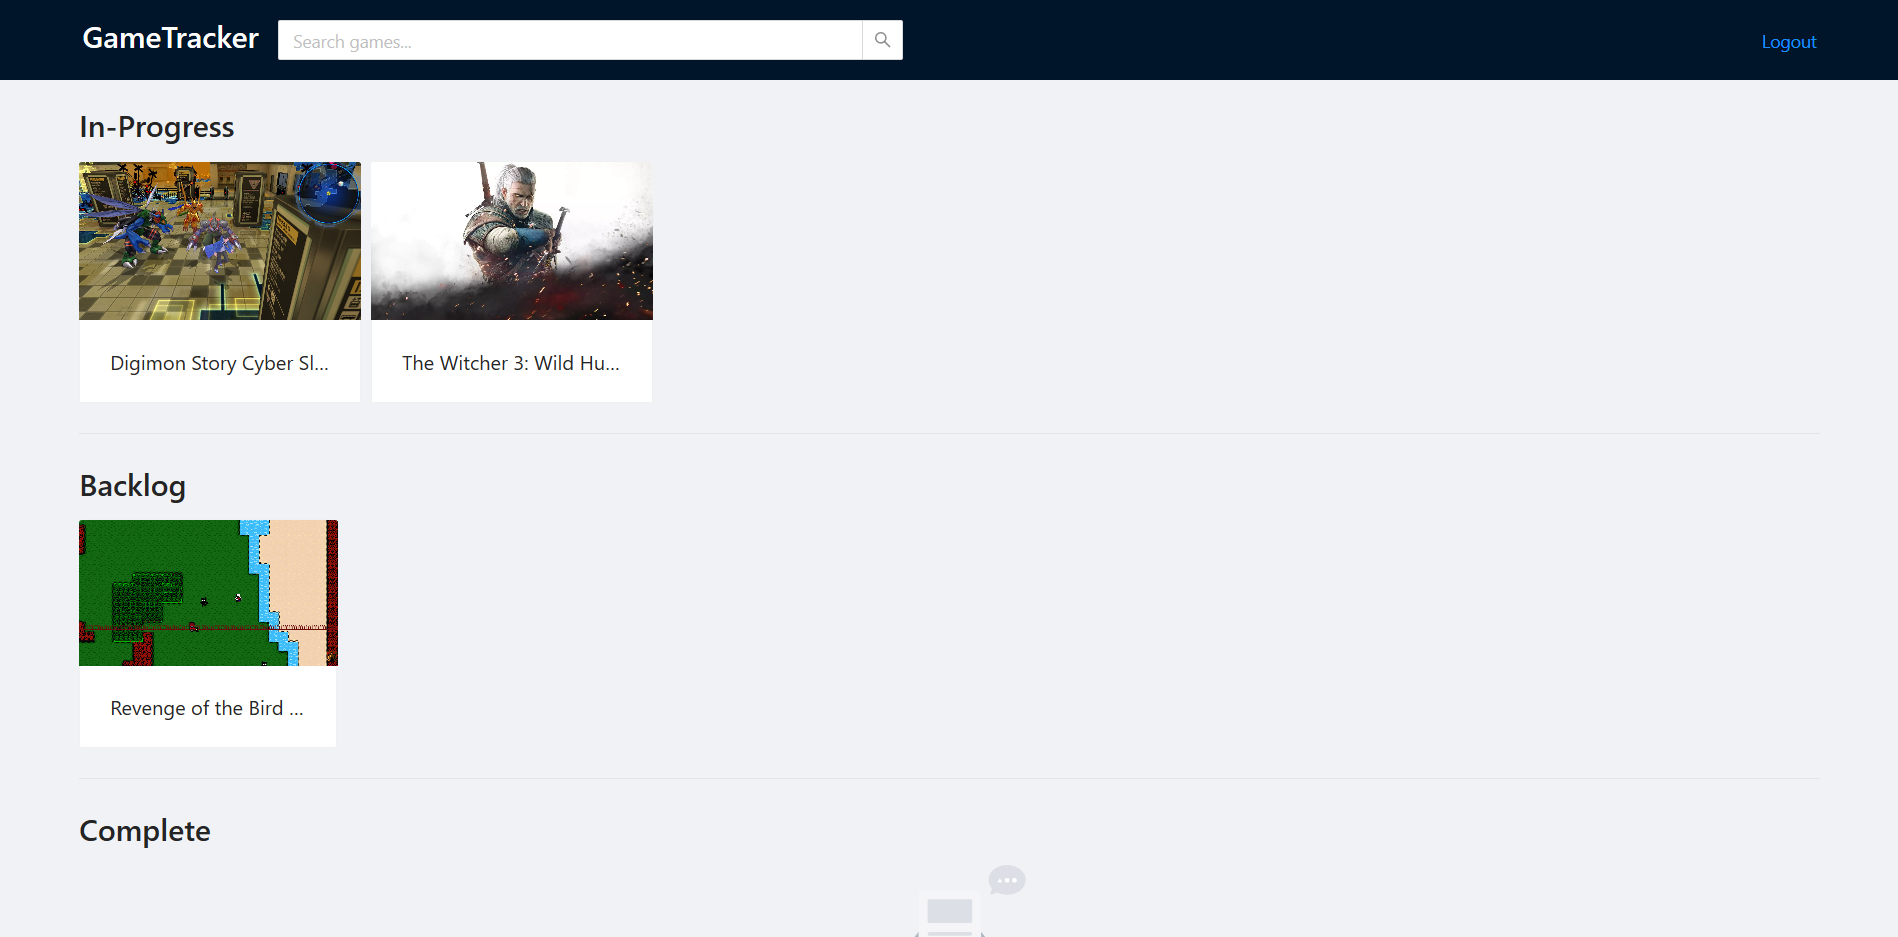 GameTracker
Search games...
Logout
In-Progress
Digimon Story Cyber Sl...
The Witcher 3: Wild Hu...
Backlog
Revenge of the Bird ...
Complete